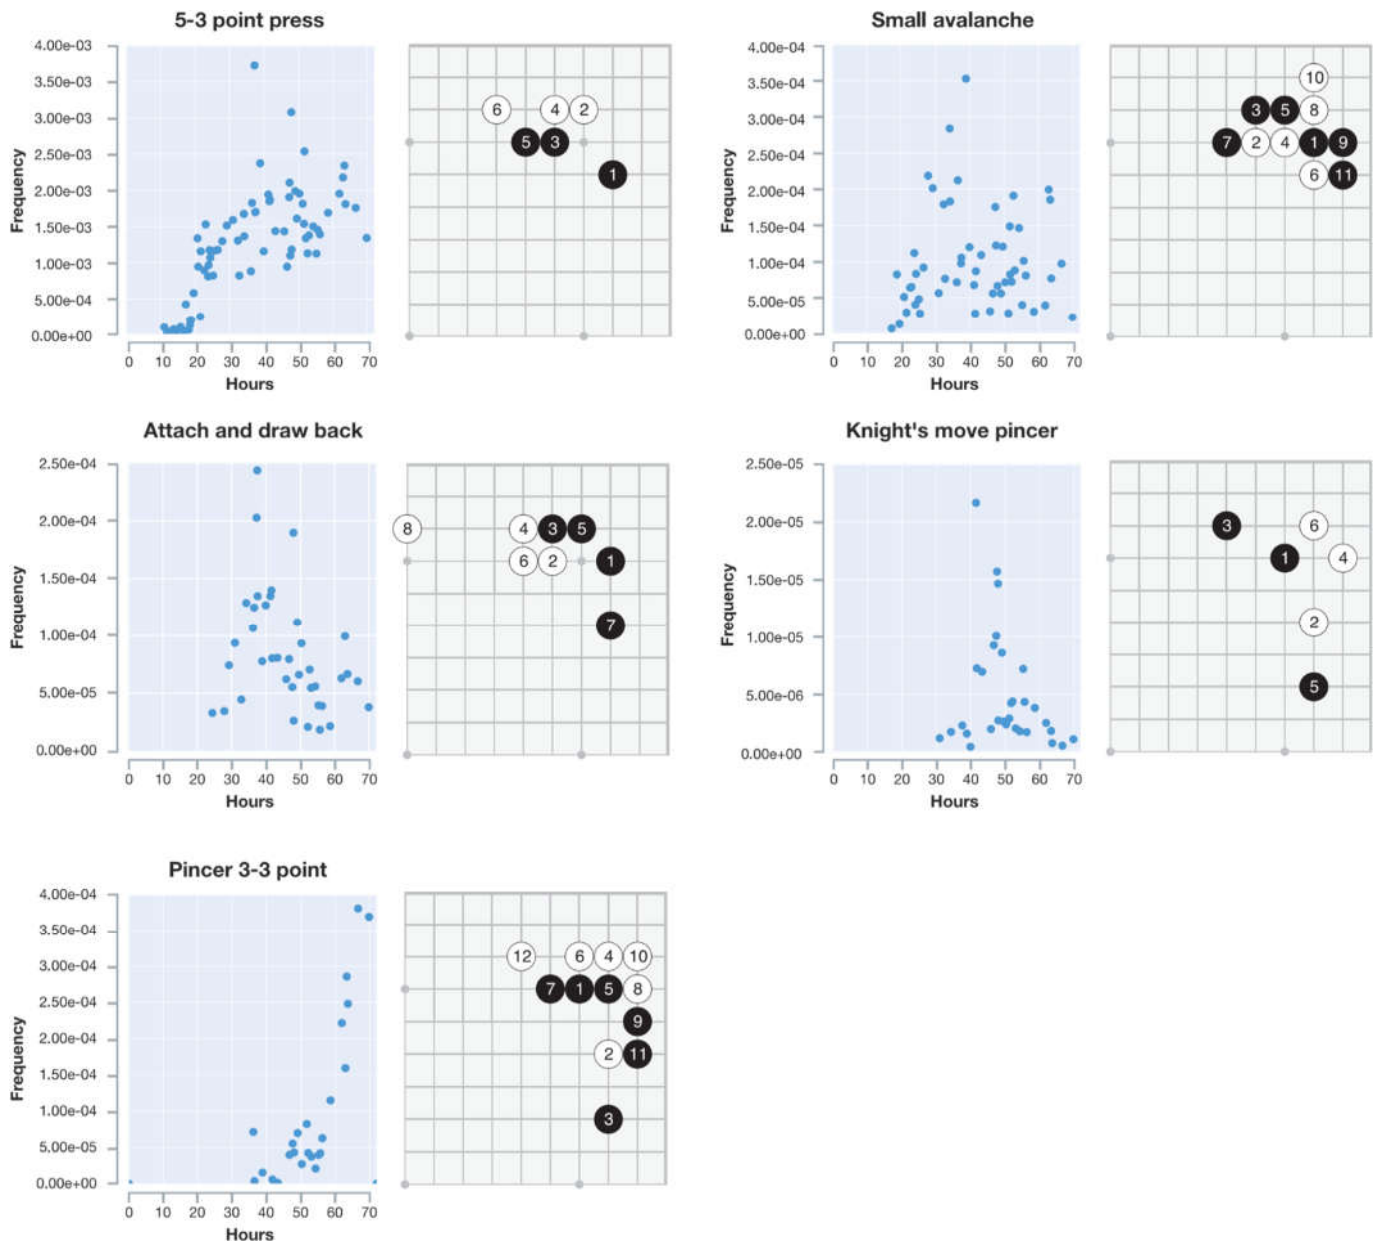 5-3 point press
Frequency
4.00e-03
3.50e-03
3.00e-03
2.50e-03
2.00e-03
1.50e-03
1.00e-03
5.00e-04
0.00e+00
0 10 20 30 40 50 60 70
Hours
6 4 2
5 3
1
Small avalanche
Frequency
4.00e-04
3.50e-04
3.00e-04
2.50e-04
2.00e-04
1.50e-04
1.00e-04
5.00e-05
0.00e+00
0 10 20 30 40 50 60 70
Hours
10
3 5 8
7 2 4 1 9
6 11
Attach and draw back
Frequency
2.50e-04
2.00e-04
1.50e-04
1.00e-04
5.00e-05
0.00e+00
0 10 20 30 40 50 60 70
Hours
8 4 3 5
6 2 1
7
Knight's move pincer
Frequency
2.50e-05
2.00e-05
1.50e-05
1.00e-05
5.00e-06
0.00e+00
0 10 20 30 40 50 60 70
Hours
3 6
1 4
2
5
Pincer 3-3 point
Frequency
4.00e-04
3.50e-04
3.00e-04
2.50e-04
2.00e-04
1.50e-04
1.00e-04
5.00e-05
0.00e+00
0 10 20 30 40 50 60 70
Hours
12 6 4 10
7 1 5 8
9
2 11
3